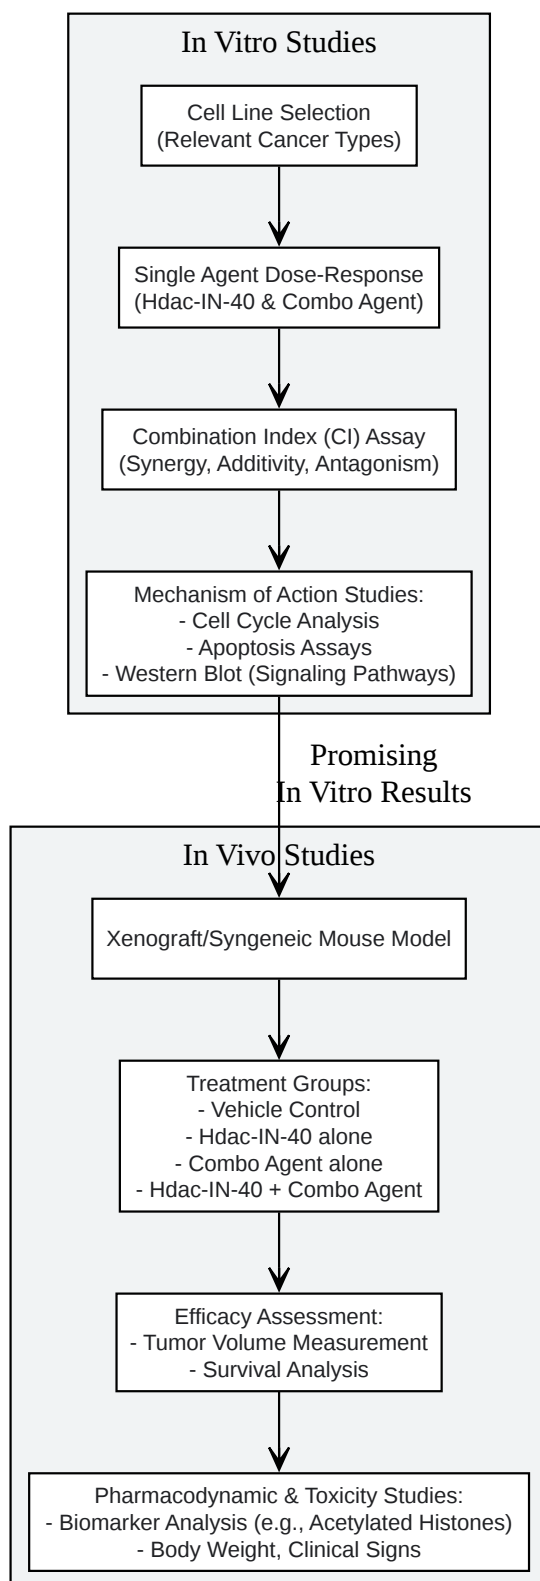 In Vitro Studies
Cell Line Selection
(Relevant Cancer Types)
Single Agent Dose-Response
(Hdac-IN-40 & Combo Agent)
Combination Index (CI) Assay
(Synergy, Additivity, Antagonism)
Mechanism of Action Studies:
- Cell Cycle Analysis
- Apoptosis Assays
- Western Blot (Signaling Pathways)
Promising
In Vitro Results
In Vivo Studies
Xenograft/Syngeneic Mouse Model
Treatment Groups:
- Vehicle Control
- Hdac-IN-40 alone
- Combo Agent alone
- Hdac-IN-40 + Combo Agent
Efficacy Assessment:
- Tumor Volume Measurement
- Survival Analysis
Pharmacodynamic & Toxicity Studies:
- Biomarker Analysis (e.g., Acetylated Histones)
- Body Weight, Clinical Signs